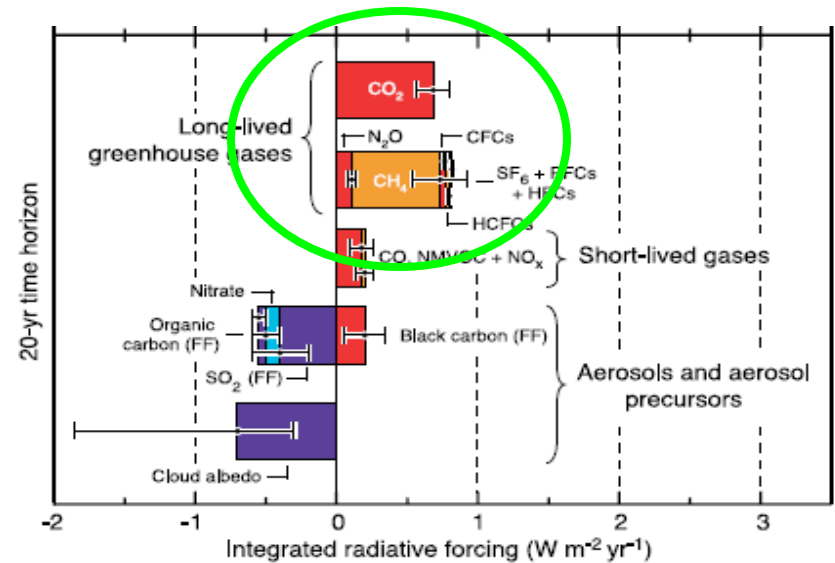 CO2
Long-lived
greenhouse gases
N2O
CFCs
CH4
SF6 + PFCs
+ HFCs
HCFCs
CO, NMVOC + NOx
Short-lived gases
Nitrate
Organic
carbon (FF)
Black carbon (FF)
SO2 (FF)
Aerosols and aerosol
precursors
Cloud albedo
20-yr time horizon
-2 -1 0 1 2 3
Integrated radiative forcing (W m-2 yr-1)